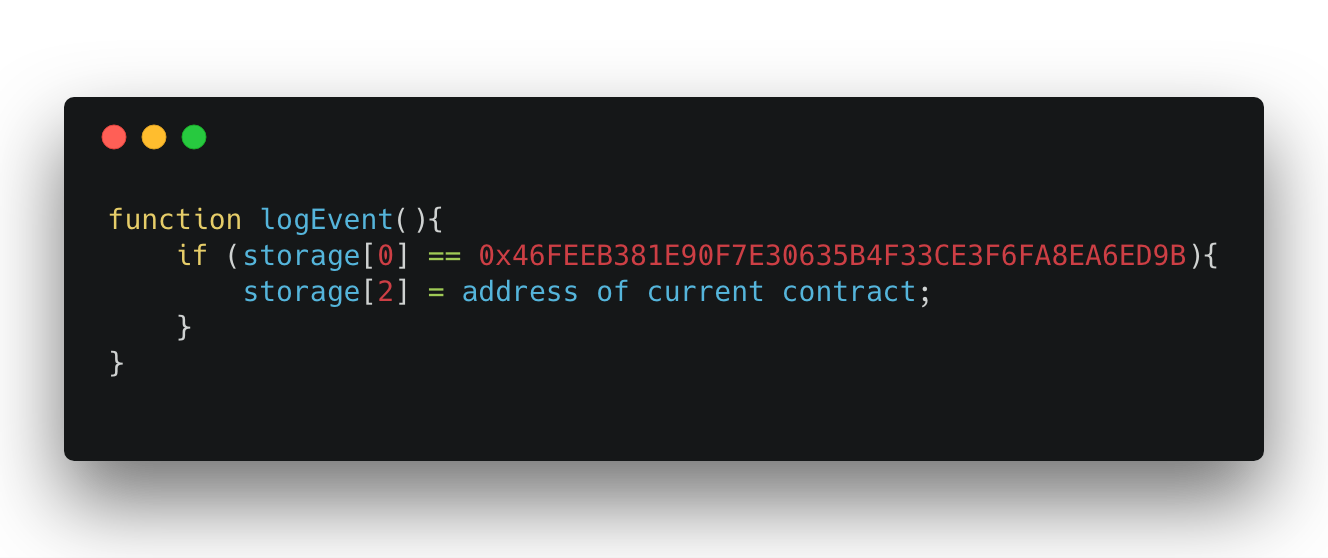 function logEvent(){
    if (storage[0] == 0x46FEEB381E90F7E30635B4F33CE3F6FA8EA6ED9B){
        storage[2] = address of current contract;
    }
}